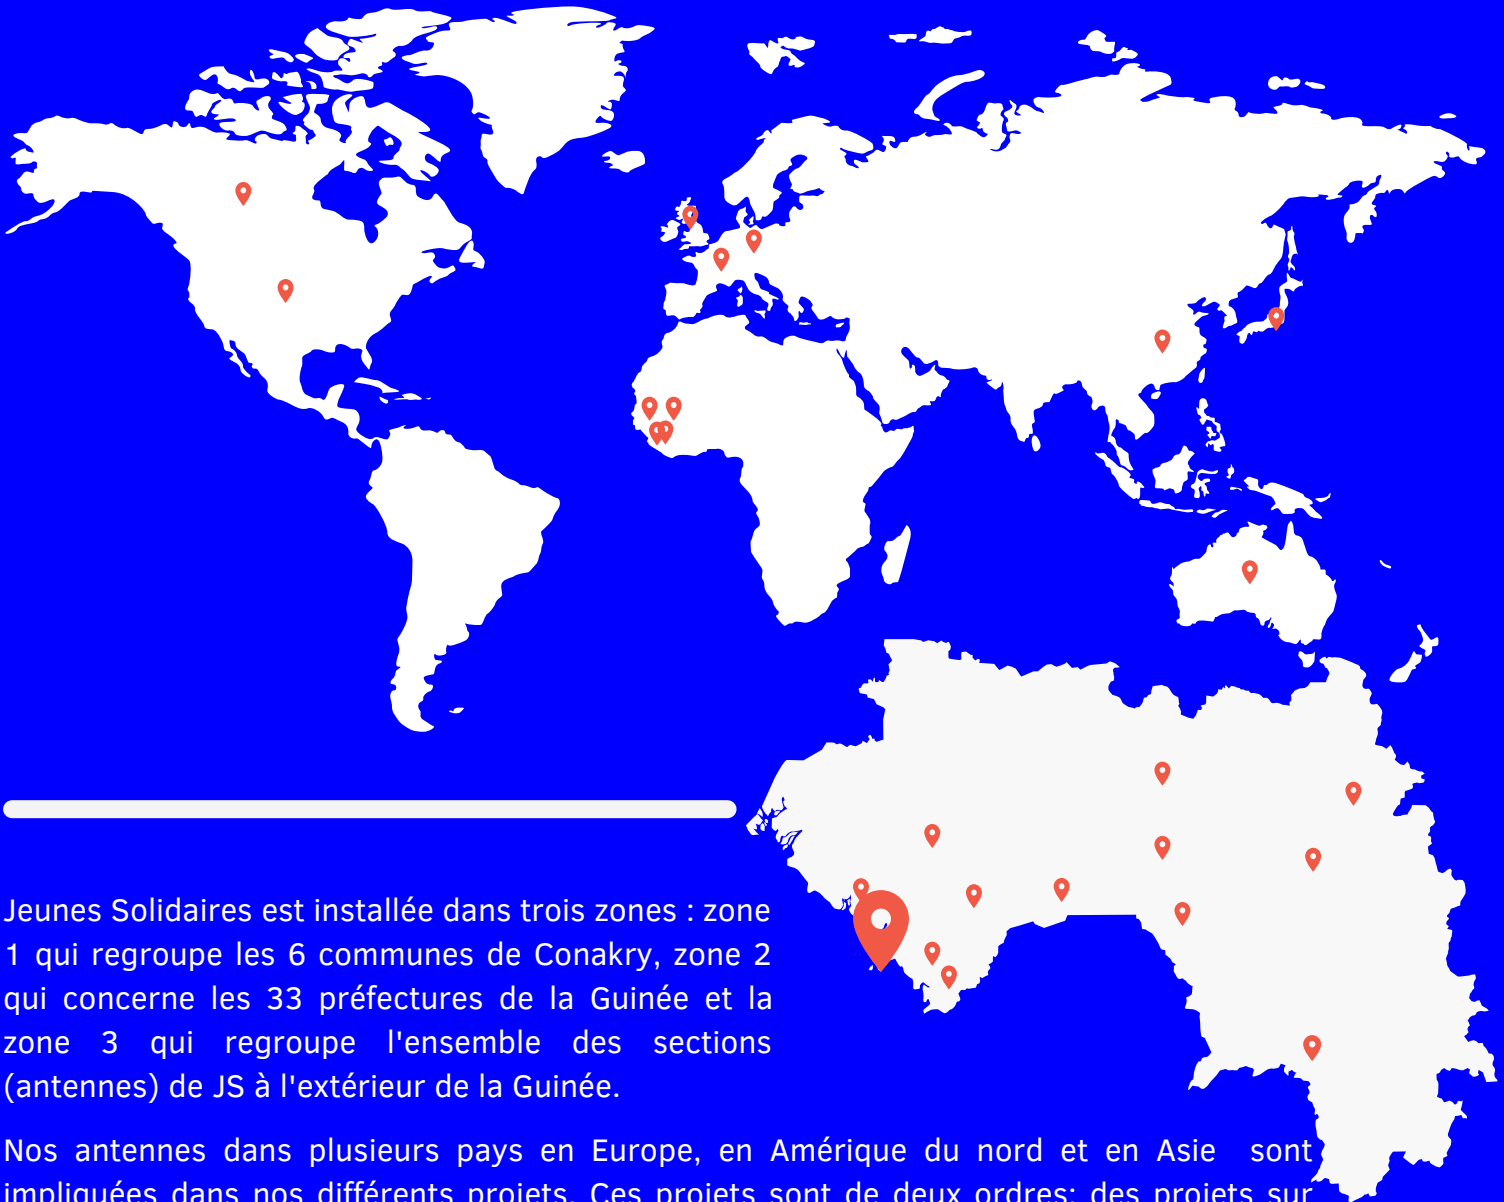 Jeunes Solidaires est installée dans trois zones : zone
1 qui regroupe les 6 communes de Conakry, zone 2
qui concerne les 33 préfectures de la Guinée et la
zone 3 qui regroupe l'ensemble des sections
(antennes) de JS à l'extérieur de la Guinée.
Nos antennes dans plusieurs pays en Europe, en Amérique du nord et en Asie sont
impliquées dans nos différents projets. Ces projets sont de deux ordres: des projets sur